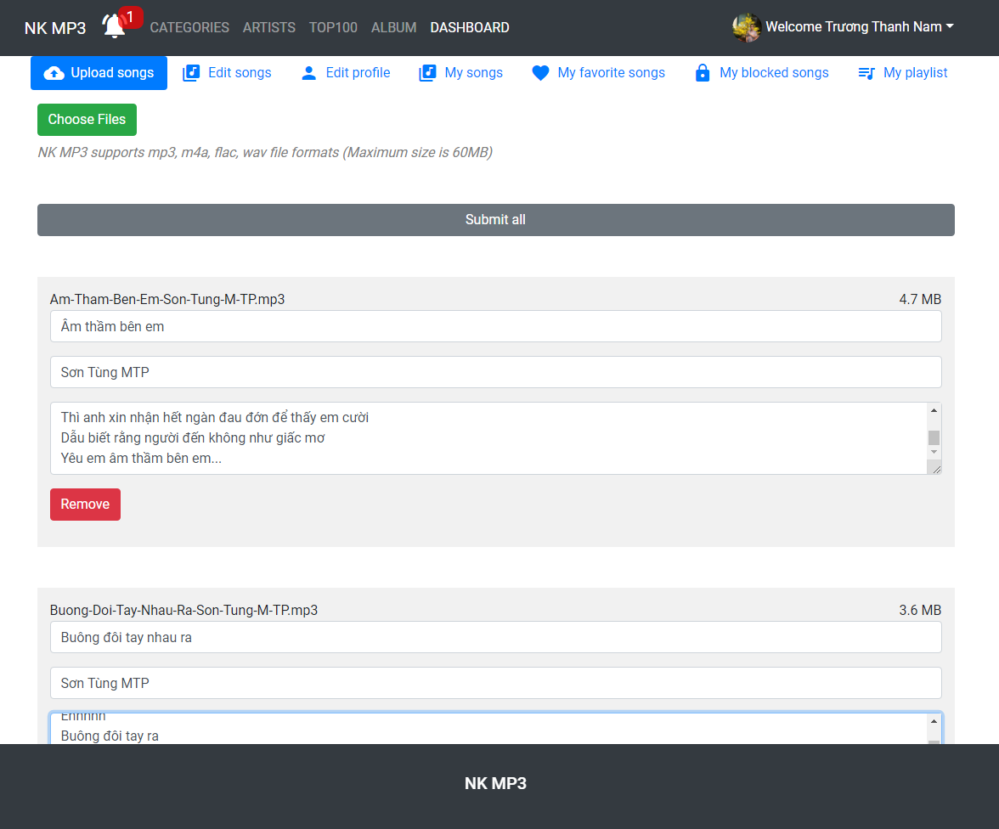 NK MP3
1
CATEGORIES ARTISTS TOP100 ALBUM DASHBOARD
Welcome Trương Thanh Nam
Upload songs Edit songs Edit profile My songs My favorite songs My blocked songs My playlist
Choose Files
NK MP3 supports mp3, m4a, flac, wav file formats (Maximum size is 60MB)
Submit all
Am-Tham-Ben-Em-Son-Tung-M-TP.mp3 4.7 MB
Âm thầm bên em
Sơn Tùng MTP
Thì anh xin nhận hết ngàn đau đớn để thấy em cười
Dẫu biết rằng người đến không như giấc mơ
Yêu em âm thầm bên em...
Remove
Buong-Doi-Tay-Nhau-Ra-Son-Tung-M-TP.mp3 3.6 MB
Buông đôi tay nhau ra
Sơn Tùng MTP
Buông đôi tay ra
NK MP3